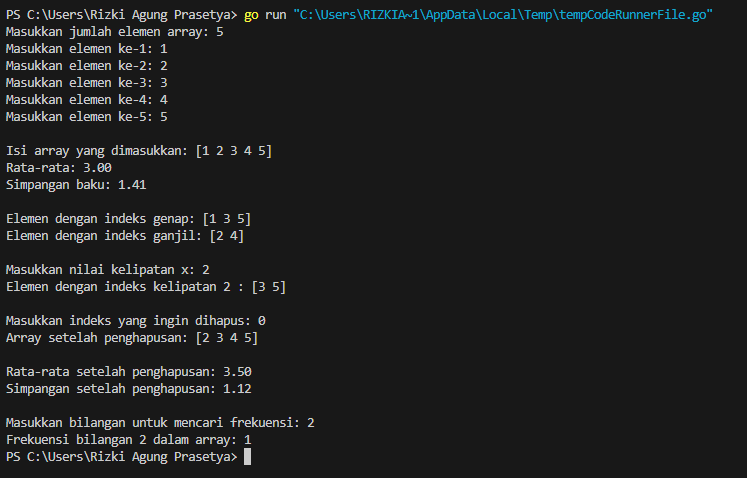 PS C:\Users\Rizki Agung Prasetya> go run "C:\Users\RIZKIA~1\AppData\Local\Temp\tempCodeRunnerFile.go"
Masukkan jumlah elemen array: 5
Masukkan elemen ke-1: 1
Masukkan elemen ke-2: 2
Masukkan elemen ke-3: 3
Masukkan elemen ke-4: 4
Masukkan elemen ke-5: 5
Isi array yang dimasukkan: [1 2 3 4 5]
Rata-rata: 3.00
Simpangan baku: 1.41
Elemen dengan indeks genap: [1 3 5]
Elemen dengan indeks ganjil: [2 4]
Masukkan nilai kelipatan x: 2
Elemen dengan indeks kelipatan 2 : [3 5]
Masukkan indeks yang ingin dihapus: 0
Array setelah penghapusan: [2 3 4 5]
Rata-rata setelah penghapusan: 3.50
Simpangan setelah penghapusan: 1.12
Masukkan bilangan untuk mencari frekuensi: 2
Frekuensi bilangan 2 dalam array: 1
PS C:\Users\Rizki Agung Prasetya>